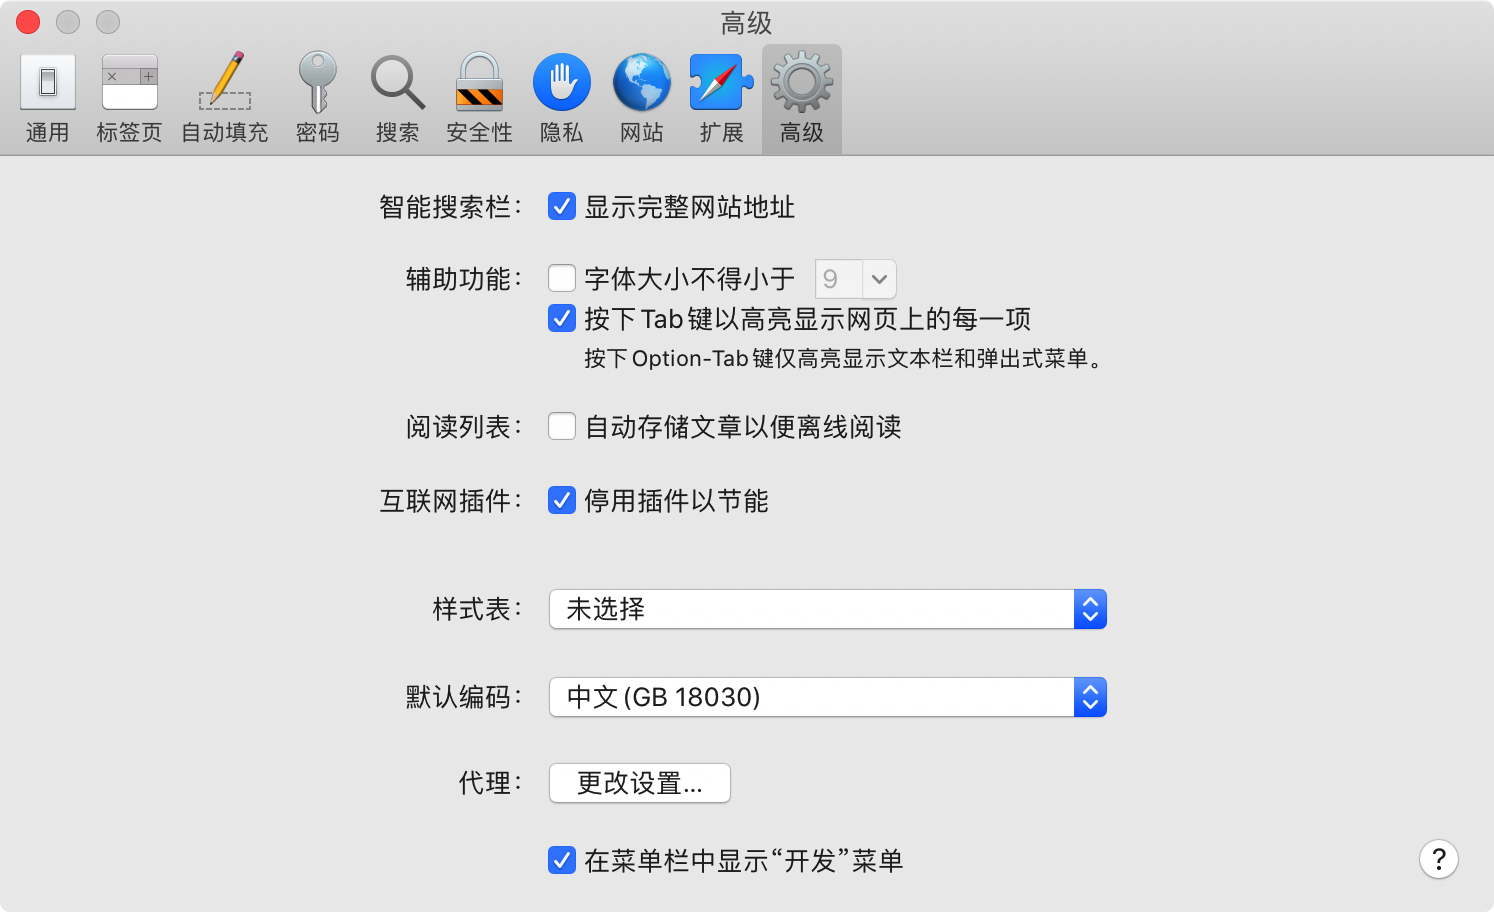 高级
通用 标签页 自动填充 密码 搜索 安全性 隐私 网站 扩展 高级
智能搜索栏： 显示完整网站地址
辅助功能： 字体大小不得小于 9
按下 Tab 键以高亮显示网页上的每一项
按下 Option-Tab 键仅高亮显示文本栏和弹出式菜单。
阅读列表： 自动存储文章以便离线阅读
互联网插件： 停用插件以节能
样式表： 未选择
默认编码： 中文 (GB 18030)
代理： 更改设置...
在菜单栏中显示“开发”菜单
?